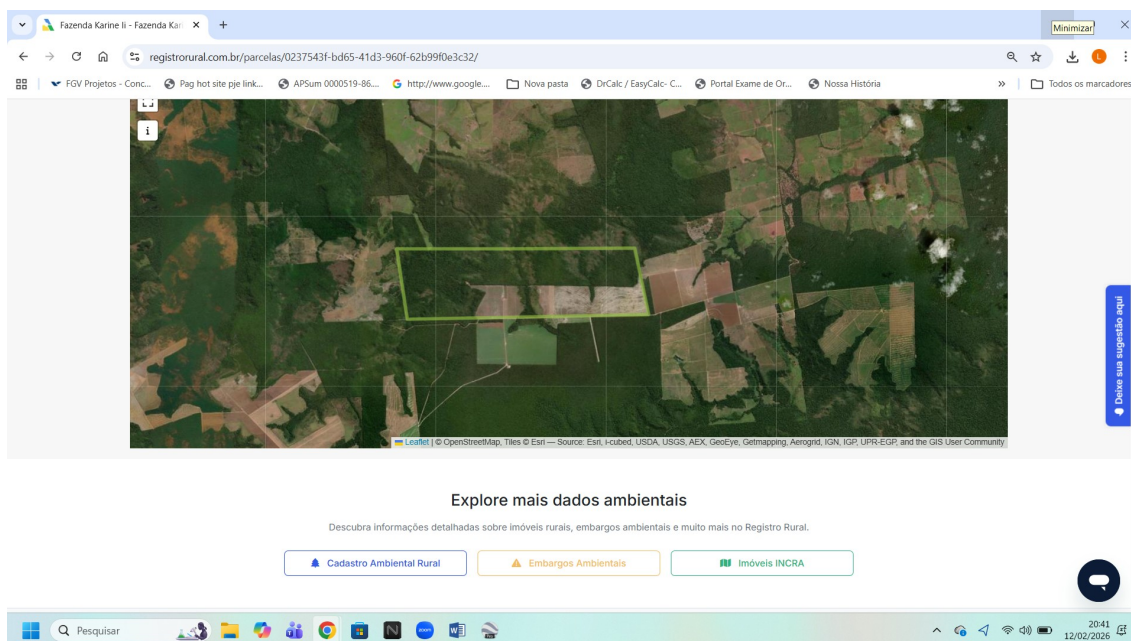 Fazenda Karine Ii - Fazenda Kar
Minimizar
registrorural.com.br/parcelas/0237543f-bd65-41d3-960f-62b99f0e3c32/
L
FGV Projetos - Conc...
Pag hot site pje link...
APSum 0000519-86....
http://www.google....
Nova pasta
DrCalc / EasyCalc- C...
Portal Exame de Or...
Nossa História
»
Todos os marcadores
i
Deixe sua sugestão aqui
Leaflet | © OpenStreetMap, Tiles © Esri — Source: Esri, i-cubed, USDA, USGS, AEX, GeoEye, Getmapping, Aerogrid, IGN, IGP, UPR-EGP, and the GIS User Community
Explore mais dados ambientais
Descubra informações detalhadas sobre imóveis rurais, embargos ambientais e muito mais no Registro Rural.
Cadastro Ambiental Rural
Embargos Ambientais
Imóveis INCRA
Pesquisar
20:41
12/02/2026